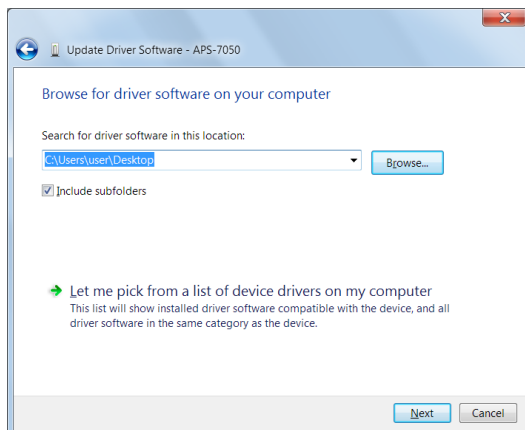 Update Driver Software - APS-7050
Browse for driver software on your computer
Search for driver software in this location:
C:\Users\user\Desktop
Browse...
Include subfolders
Let me pick from a list of device drivers on my computer
This list will show installed driver software compatible with the device, and all
driver software in the same category as the device.
Next
Cancel